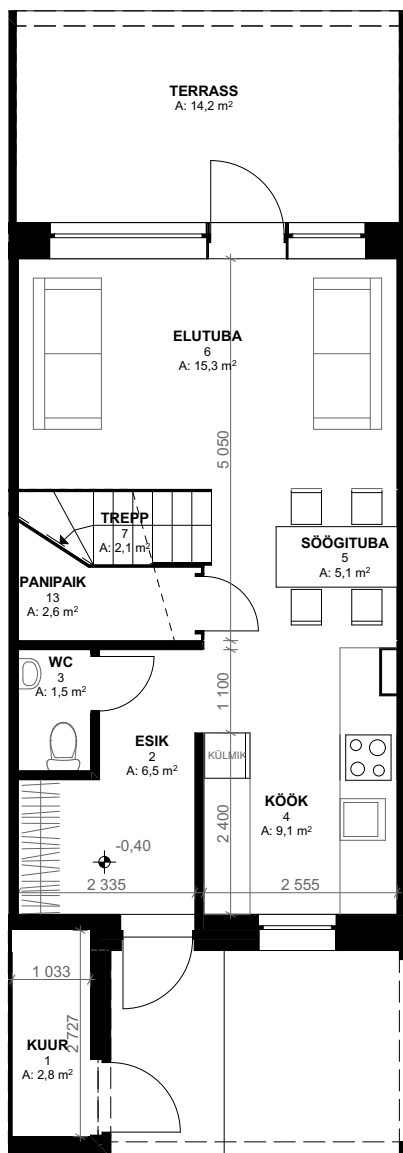 TERRASS
A: 14,2 m²
ELUTUBA
6
A: 15,3 m²
5 050
TREPP
7
A: 2,1 m²
SÖÖGITUBA
5
A: 5,1 m²
PANIPAIK
13
A: 2,6 m²
WC
3
A: 1,5 m²
1 100
ESIK
2
A: 6,5 m²
KÜLMIK
KÖÖK
4
A: 9,1 m²
2 400
-0,40
2 335
2 555
1 033
2 727
KUUR
1
A: 2,8 m²